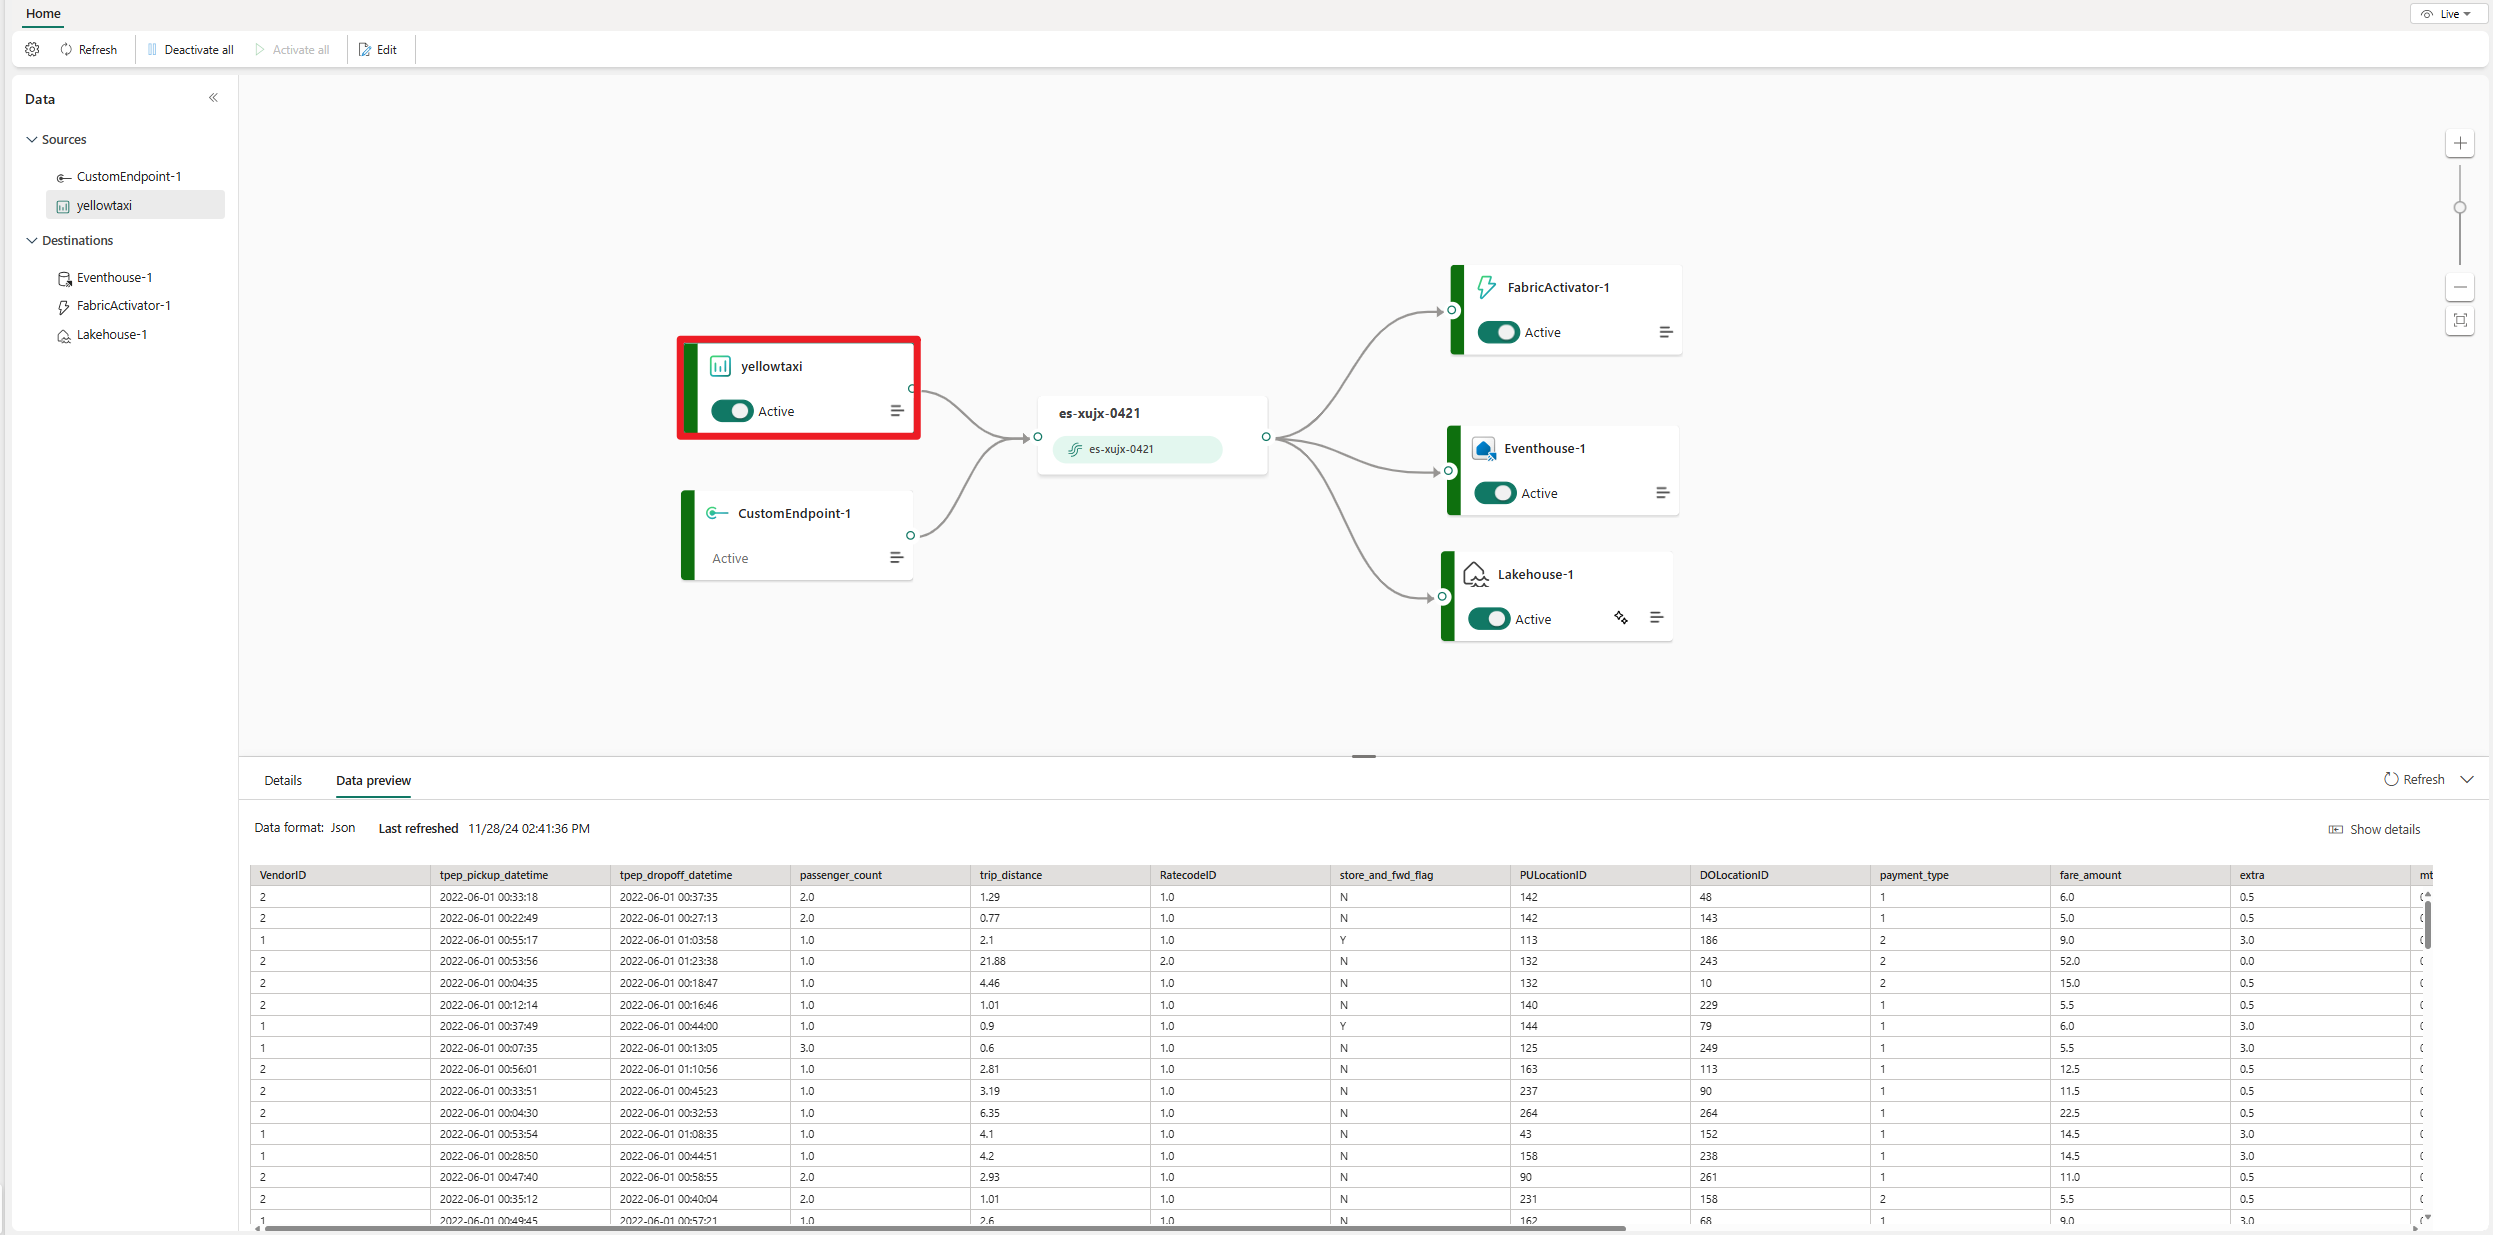 Home
Live
Refresh Deactivate all Activate all Edit
Data
Sources
CustomEndpoint-1
yellowtaxi
Destinations
Eventhouse-1
FabricActivator-1
Lakehouse-1
yellowtaxi
Active
CustomEndpoint-1
Active
es-xujx-0421
es-xujx-0421
FabricActivator-1
Active
Eventhouse-1
Active
Lakehouse-1
Active
Details Data preview Refresh
Data format: Json Last refreshed 11/28/24 02:41:36 PM Show details
VendorID tpep_pickup_datetime tpep_dropoff_datetime passenger_count trip_distance RatecodeID store_and_fwd_flag PULocationID DOLocationID payment_type fare_amount extra mt
2 2022-06-01 00:33:18 2022-06-01 00:37:35 2.0 1.29 1.0 N 142 48 1 6.0 0.5
2 2022-06-01 00:22:49 2022-06-01 00:27:13 2.0 0.77 1.0 N 142 143 1 5.0 0.5
1 2022-06-01 00:55:17 2022-06-01 01:03:58 1.0 2.1 1.0 Y 113 186 2 9.0 3.0
2 2022-06-01 00:53:56 2022-06-01 01:23:38 1.0 21.88 2.0 N 132 243 2 52.0 0.0
2 2022-06-01 00:04:35 2022-06-01 00:18:47 1.0 4.46 1.0 N 132 10 2 15.0 0.5
2 2022-06-01 00:12:14 2022-06-01 00:16:46 1.0 1.01 1.0 N 140 229 1 5.5 0.5
1 2022-06-01 00:37:49 2022-06-01 00:44:00 1.0 0.9 1.0 Y 144 79 1 6.0 3.0
1 2022-06-01 00:07:35 2022-06-01 00:13:05 3.0 0.6 1.0 N 125 249 1 5.5 3.0
2 2022-06-01 00:56:01 2022-06-01 01:10:56 1.0 2.81 1.0 N 163 113 1 12.5 0.5
2 2022-06-01 00:33:51 2022-06-01 00:45:23 1.0 3.19 1.0 N 237 90 1 11.5 0.5
2 2022-06-01 00:04:30 2022-06-01 00:32:53 1.0 6.35 1.0 N 264 264 1 22.5 0.5
1 2022-06-01 00:53:54 2022-06-01 01:08:35 1.0 4.1 1.0 N 43 152 1 14.5 3.0
1 2022-06-01 00:28:50 2022-06-01 00:44:51 1.0 4.2 1.0 N 158 238 1 14.5 3.0
2 2022-06-01 00:47:40 2022-06-01 00:58:55 2.0 2.93 1.0 N 90 261 1 11.0 0.5
2 2022-06-01 00:35:12 2022-06-01 00:40:04 2.0 1.01 1.0 N 231 158 2 5.5 0.5
1 2022-06-01 00:49:45 2022-06-01 00:57:21 1.0 2.6 1.0 N 162 68 1 9.0 3.0